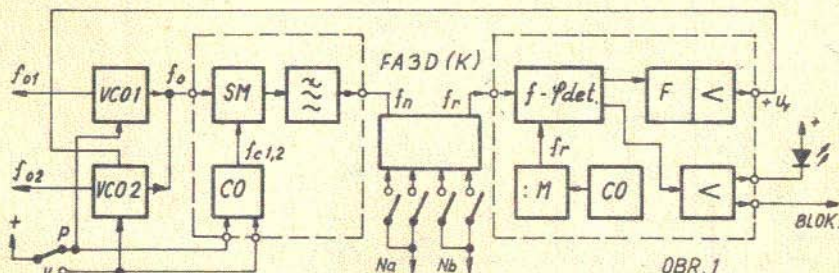 FA3D(K)
fo1
VCO1
fo
SM
fn
fr
f-φdet.
F
<
+ur
+
fc1,2
fr
fo2
VCO2
CO
:M
CO
<
BLOK.
+
P
Na
Nb
OBR.1